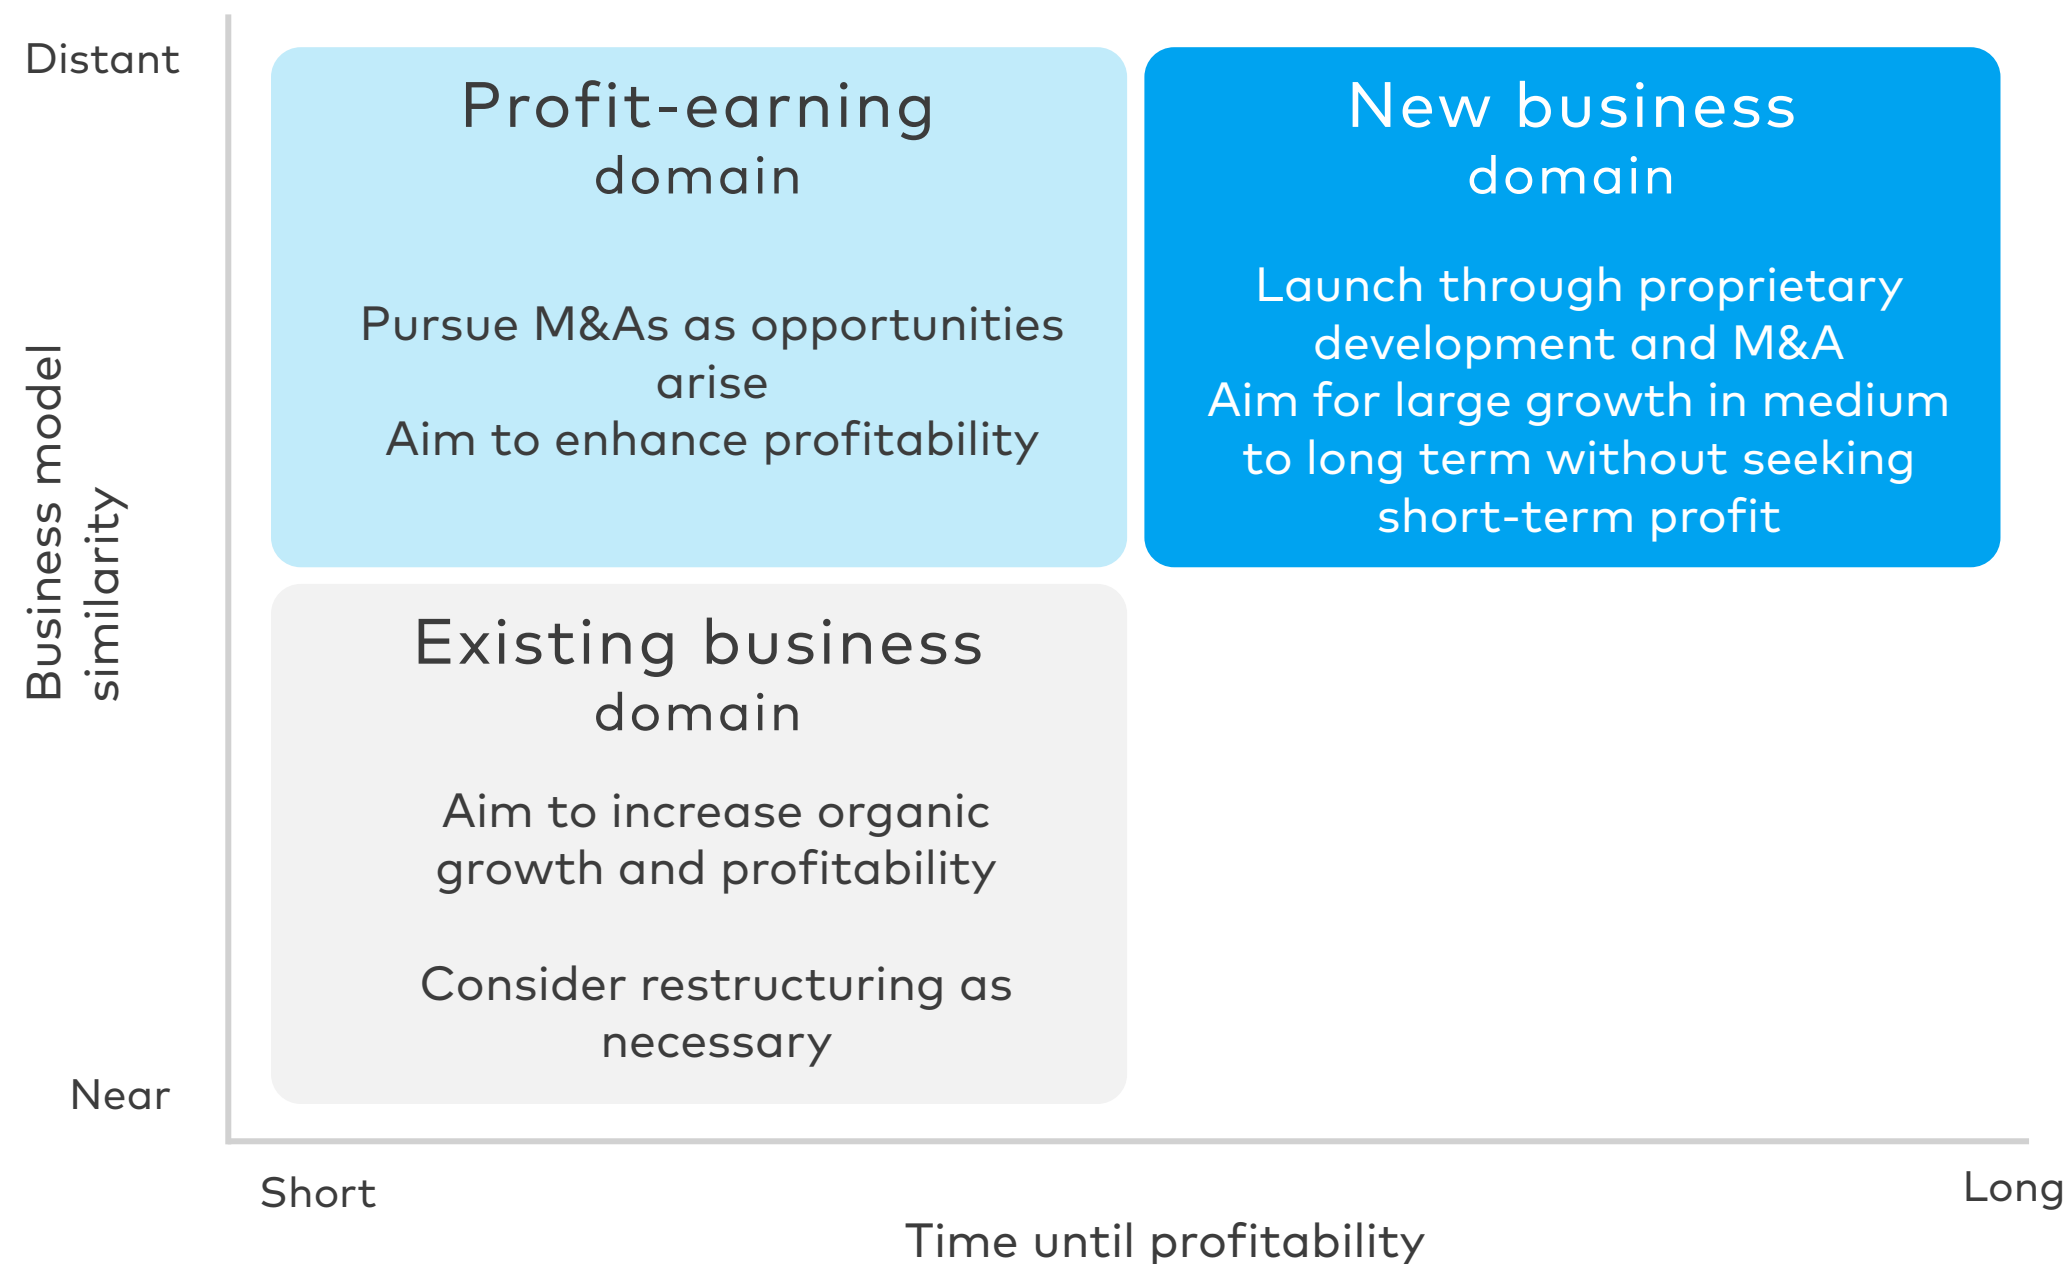 Distant
Profit-earning
domain
Pursue M&As as opportunities
arise
Aim to enhance profitability
New business
domain
Launch through proprietary
development and M&A
Aim for large growth in medium
to long term without seeking
short-term profit
Business model
similarity
Existing business
domain
Aim to increase organic
growth and profitability
Consider restructuring as
necessary
Near
Short
Long
Time until profitability